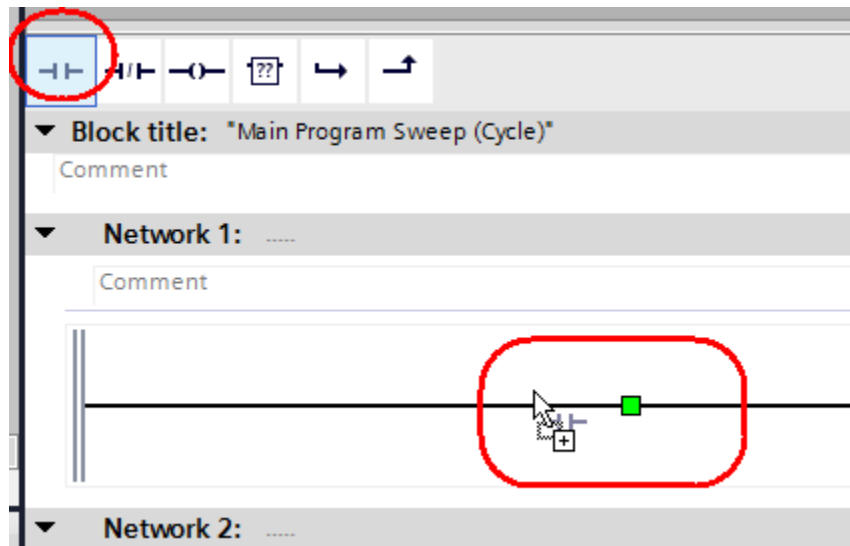 ??
Block title: "Main Program Sweep (Cycle)"
Comment
Network 1: .....
Comment
Network 2: .....